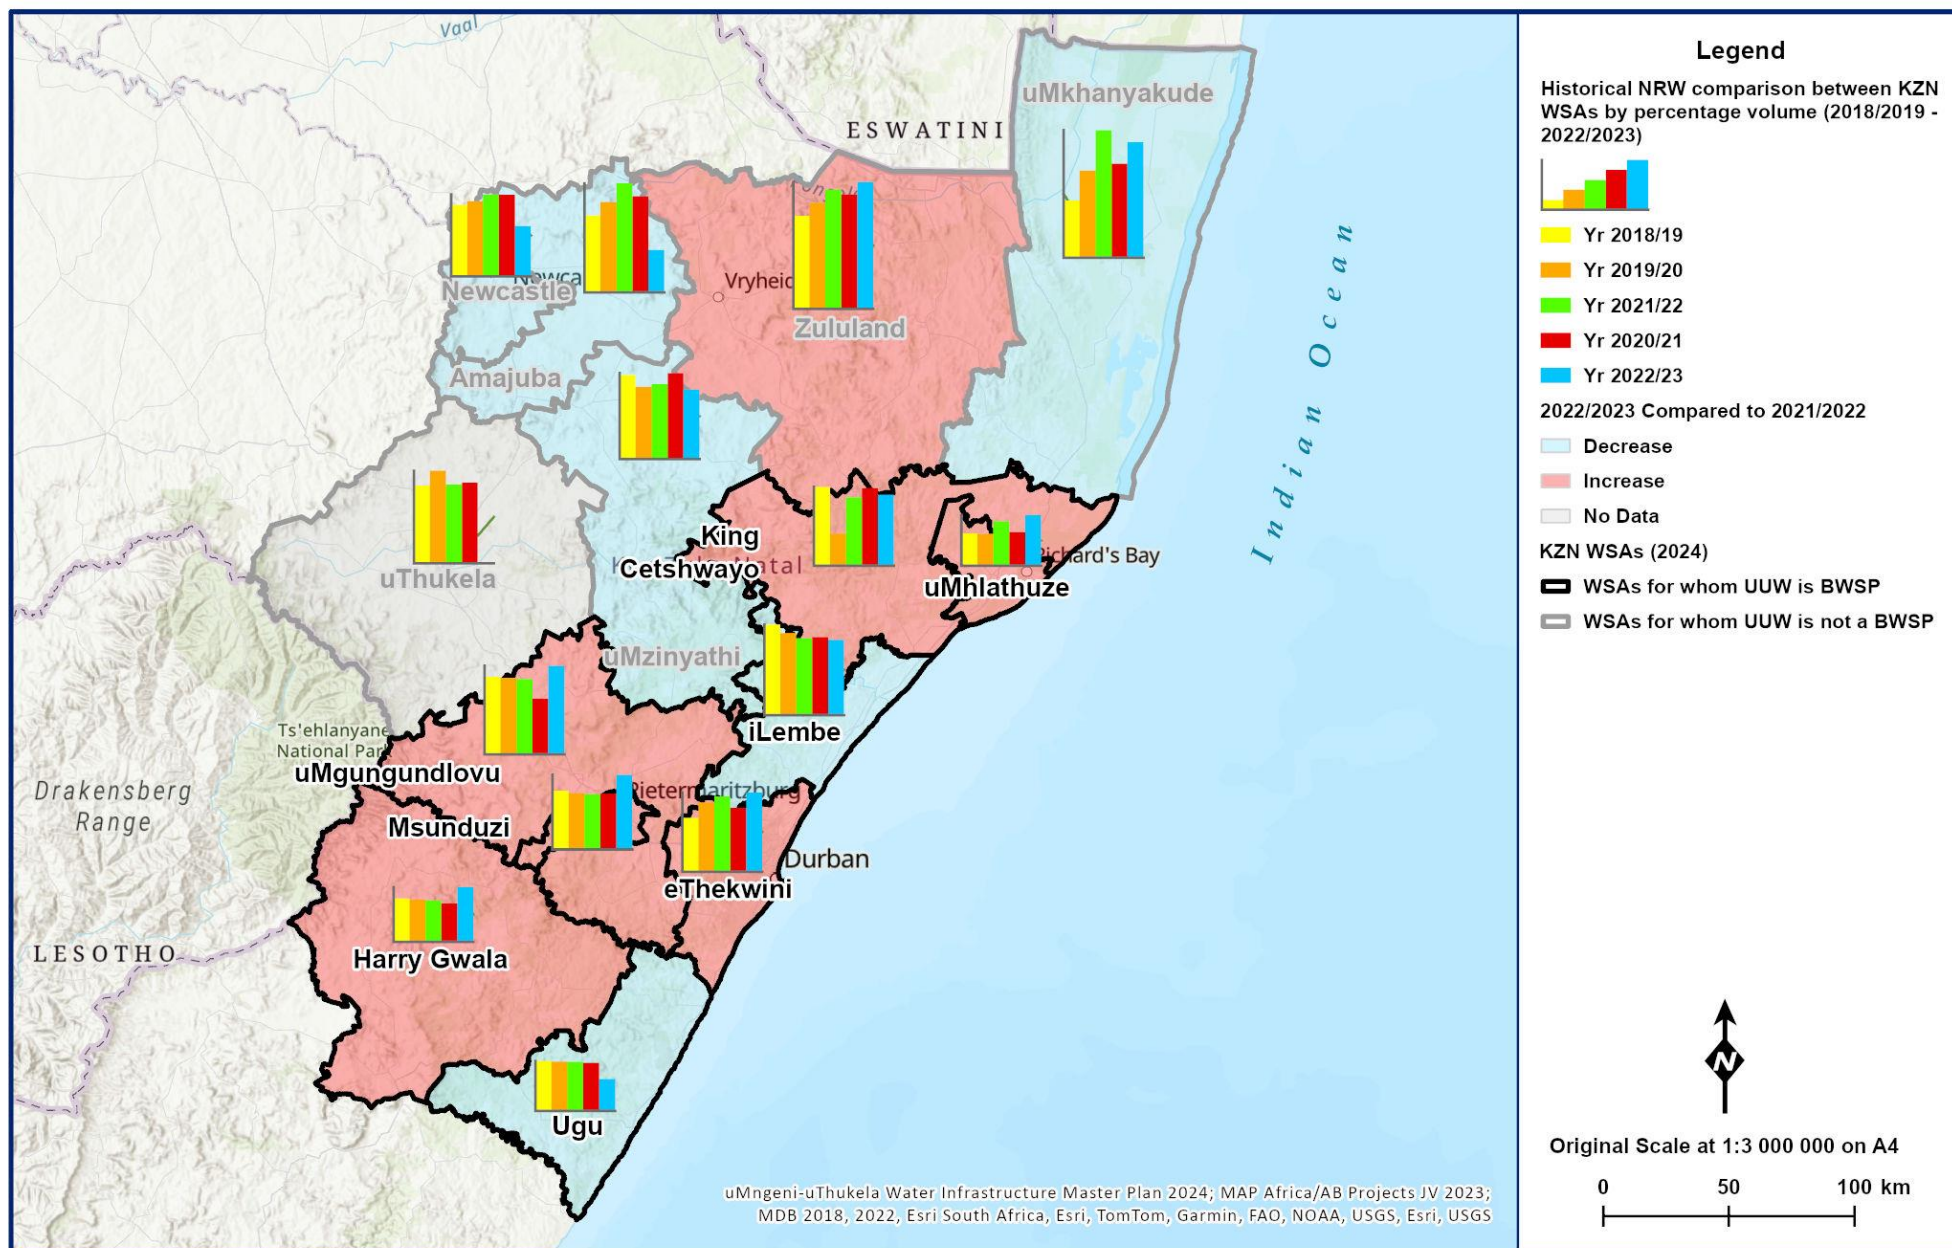 Vaal
ESWATINI
uMkhanyakude
Newcastle
Vryheid
Zululand
Amajuba
Indian Ocean
uThukela
King
Cetshwayo
Richard's Bay
uMhlathuze
uMzinyathi
iLembe
Ts'ehlanyane
National Park
uMgungundlovu
Drakensberg
Range
Pietermaritzburg
Msunduzi
Durban
eThekwini
Harry Gwala
LESOTHO
Ugu
uMngeni-uThukela Water Infrastructure Master Plan 2024; MAP Africa/AB Projects JV 2023;
MDB 2018, 2022, Esri South Africa, Esri, TomTom, Garmin, FAO, NOAA, USGS, Esri, USGS
Legend
Historical NRW comparison between KZN
WSAs by percentage volume (2018/2019 -
2022/2023)
Yr 2018/19
Yr 2019/20
Yr 2021/22
Yr 2020/21
Yr 2022/23
2022/2023 Compared to 2021/2022
Decrease
Increase
No Data
KZN WSAs (2024)
WSAs for whom UUW is BWSP
WSAs for whom UUW is not a BWSP
N
Original Scale at 1:3 000 000 on A4
0 50 100 km